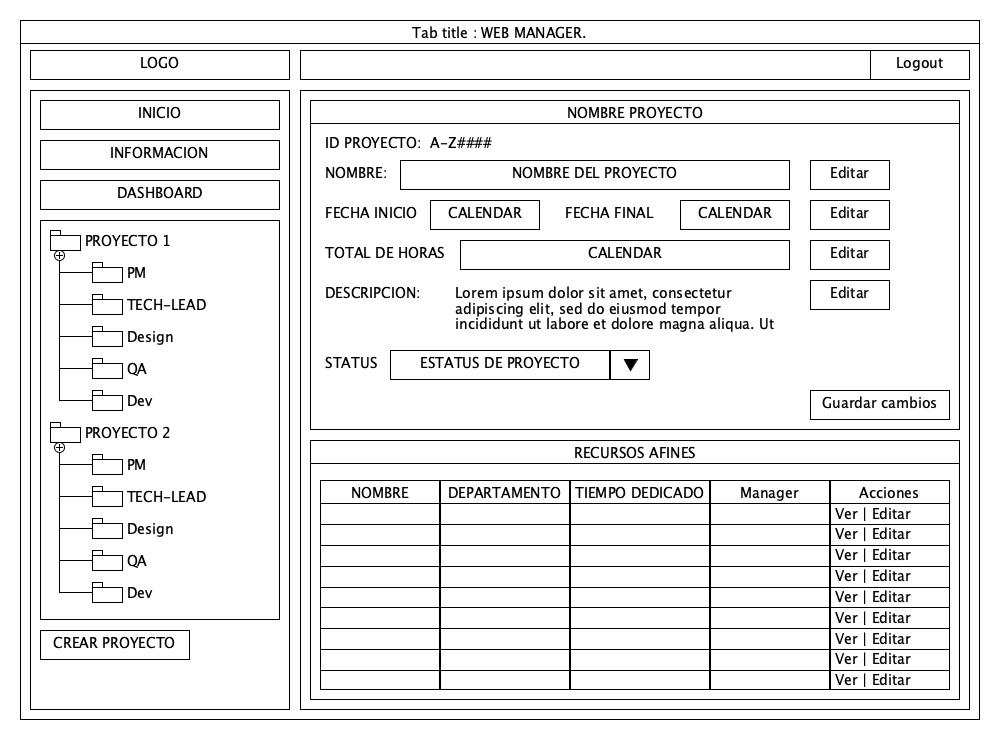 Tab title : WEB MANAGER.
LOGO
Logout
INICIO
INFORMACION
DASHBOARD
PROYECTO 1
PM
TECH-LEAD
Design
QA
Dev
PROYECTO 2
PM
TECH-LEAD
Design
QA
Dev
CREAR PROYECTO
NOMBRE PROYECTO
ID PROYECTO: A-Z####
NOMBRE: NOMBRE DEL PROYECTO Editar
FECHA INICIO CALENDAR FECHA FINAL CALENDAR Editar
TOTAL DE HORAS CALENDAR Editar
DESCRIPCION: Lorem ipsum dolor sit amet, consectetur Editar
adipiscing elit, sed do eiusmod tempor
incididunt ut labore et dolore magna aliqua. Ut
STATUS ESTATUS DE PROYECTO ▼
Guardar cambios
RECURSOS AFINES
NOMBRE DEPARTAMENTO TIEMPO DEDICADO Manager Acciones
Ver | Editar
Ver | Editar
Ver | Editar
Ver | Editar
Ver | Editar
Ver | Editar
Ver | Editar
Ver | Editar
Ver | Editar